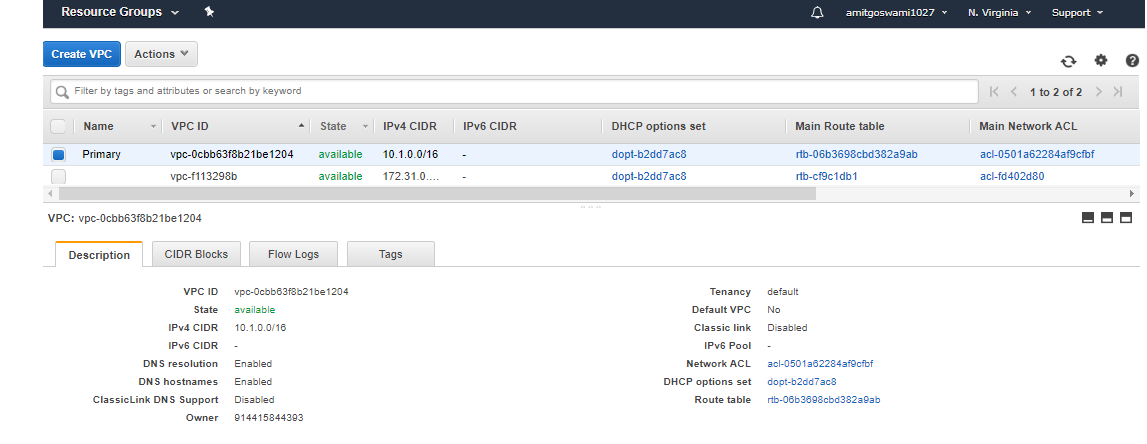 Resource Groups amitgoswami1027 N. Virginia Support
Create VPC Actions
Filter by tags and attributes or search by keyword 1 to 2 of 2
Name VPC ID State IPv4 CIDR IPv6 CIDR DHCP options set Main Route table Main Network ACL
Primary vpc-0cbb63f8b21be1204 available 10.1.0.0/16 - dopt-b2dd7ac8 rtb-06b3698cbd382a9ab acl-0501a62284af9cfbf
vpc-f113298b available 172.31.0.... - dopt-b2dd7ac8 rtb-cf9c1db1 acl-fd402d80
VPC: vpc-0cbb63f8b21be1204
Description CIDR Blocks Flow Logs Tags
VPC ID vpc-0cbb63f8b21be1204 Tenancy default
State available Default VPC No
IPv4 CIDR 10.1.0.0/16 Classic link Disabled
IPv6 CIDR - IPv6 Pool -
DNS resolution Enabled Network ACL acl-0501a62284af9cfbf
DNS hostnames Enabled DHCP options set dopt-b2dd7ac8
ClassicLink DNS Support Disabled Route table rtb-06b3698cbd382a9ab
Owner 914415844393